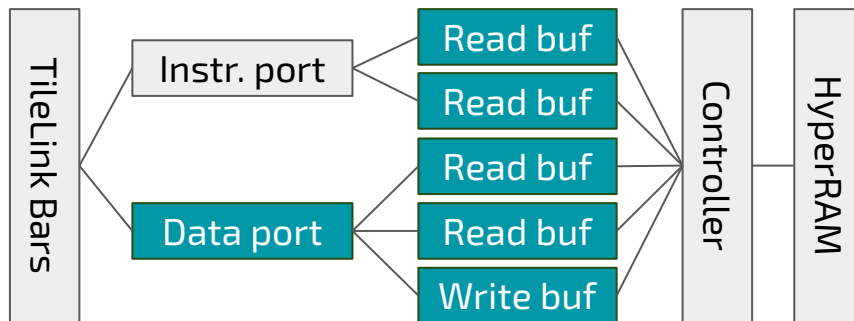 TileLink Bars
Instr. port
Data port
Read buf
Read buf
Read buf
Read buf
Write buf
Controller
HyperRAM